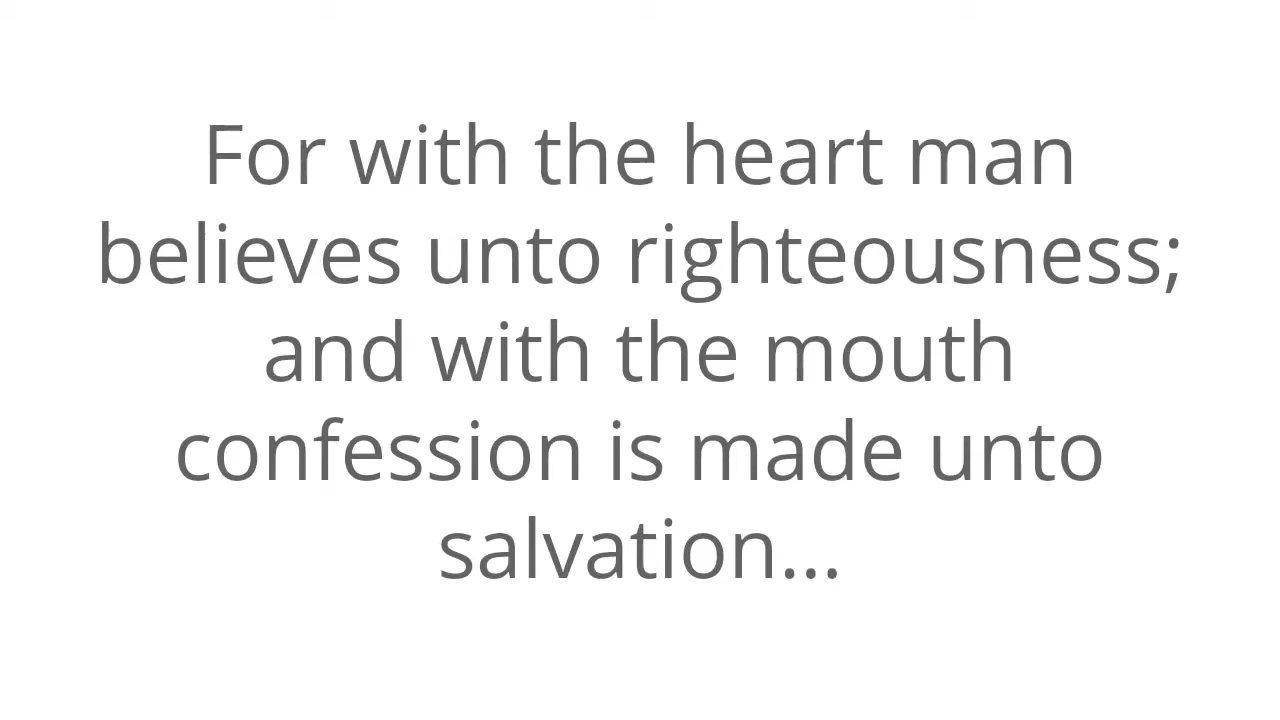 For with the heart man
believes unto righteousness;
and with the mouth
confession is made unto
salvation...